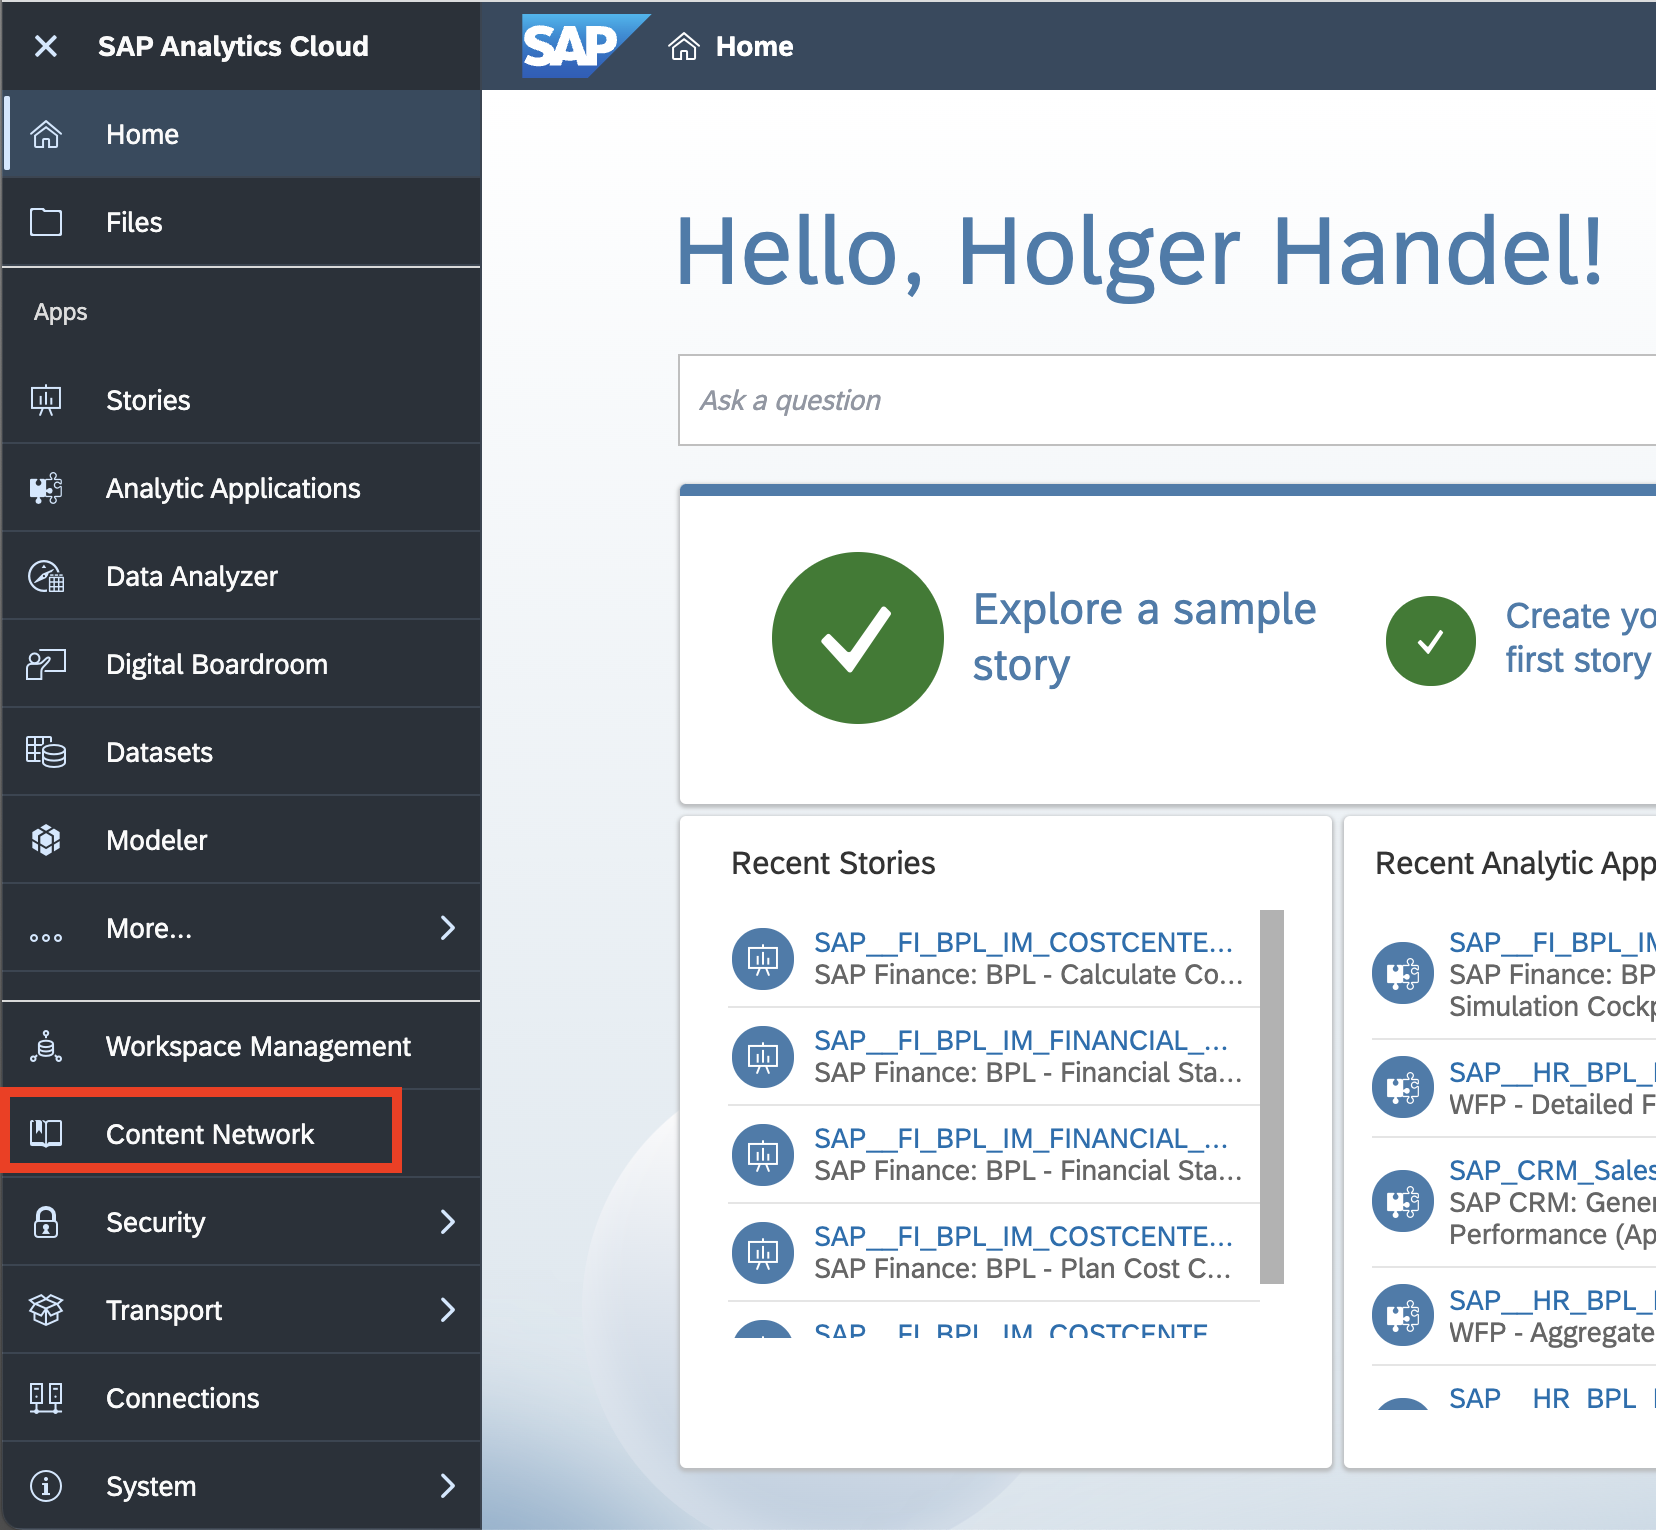 SAP Analytics Cloud
SAP
Home
Home
Files
Apps
Stories
Analytic Applications
Data Analyzer
Digital Boardroom
Datasets
Modeler
More...
Workspace Management
Content Network
Security
Transport
Connections
System
Hello, Holger Handel!
Ask a question
Explore a sample
story
Create yo
first story
Recent Stories
SAP__FI_BPL_IM_COSTCENTE...
SAP Finance: BPL - Calculate Co...
SAP__FI_BPL_IM_FINANCIAL_...
SAP Finance: BPL - Financial Sta...
SAP__FI_BPL_IM_FINANCIAL_...
SAP Finance: BPL - Financial Sta...
SAP__FI_BPL_IM_COSTCENTE...
SAP Finance: BPL - Plan Cost C...
SAP__FI_BPL_IM_COSTCENTE
Recent Analytic App
SAP__FI_BPL_IM
SAP Finance: BP
Simulation Cockp
SAP__HR_BPL_
WFP - Detailed F
SAP_CRM_Sales
SAP CRM: Gene
Performance (Ap
SAP__HR_BPL_
WFP - Aggregate
SAP__HR_BPL_